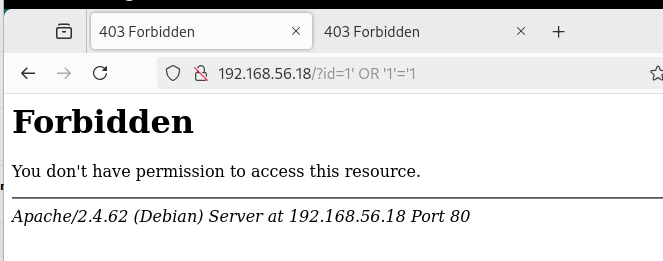 403 Forbidden
403 Forbidden
192.168.56.18/?id=1' OR '1'='1
Forbidden
You don't have permission to access this resource.
Apache/2.4.62 (Debian) Server at 192.168.56.18 Port 80